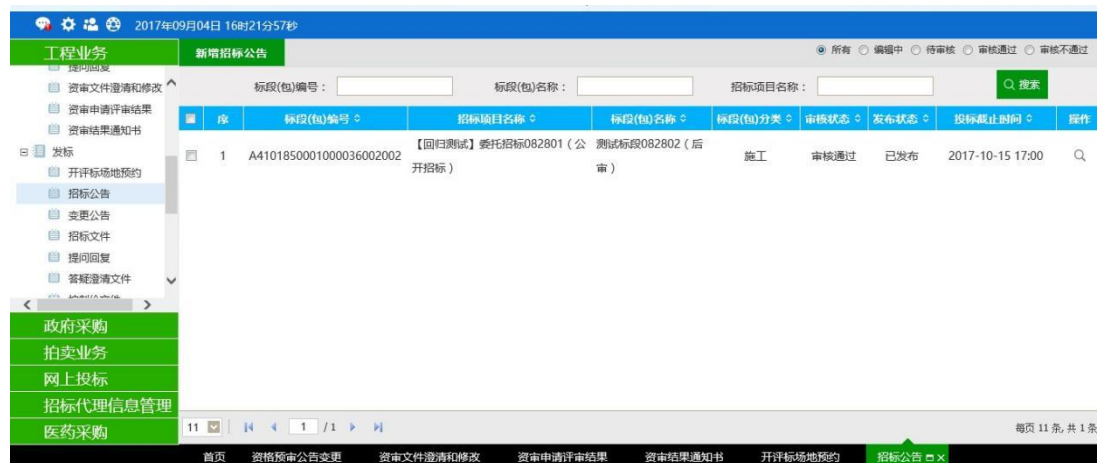 2017年09月04日 16时21分57秒
工程业务
新增招标公告
所有 编辑中 待审核 审核通过 审核不通过
提问回复
资审文件澄清和修改
资审申请评审结果
资审结果通知书
发标
开评标场地预约
招标公告
变更公告
招标文件
提问回复
答疑澄清文件
控制价文件
政府采购
拍卖业务
网上投标
招标代理信息管理
医药采购
标段(包)编号： 标段(包)名称： 招标项目名称： 搜索
序 标段(包)编号 招标项目名称 标段(包)名称 标段(包)分类 审核状态 发布状态 投标截止时间 操作
1 A4101850001000036002002 【回归测试】委托招标082801（公开招标） 测试标段082802（后审） 施工 审核通过 已发布 2017-10-15 17:00
11 1 /1 每页 11 条, 共 1 条
首页 资格预审公告变更 资审文件澄清和修改 资审申请评审结果 资审结果通知书 开评标场地预约 招标公告